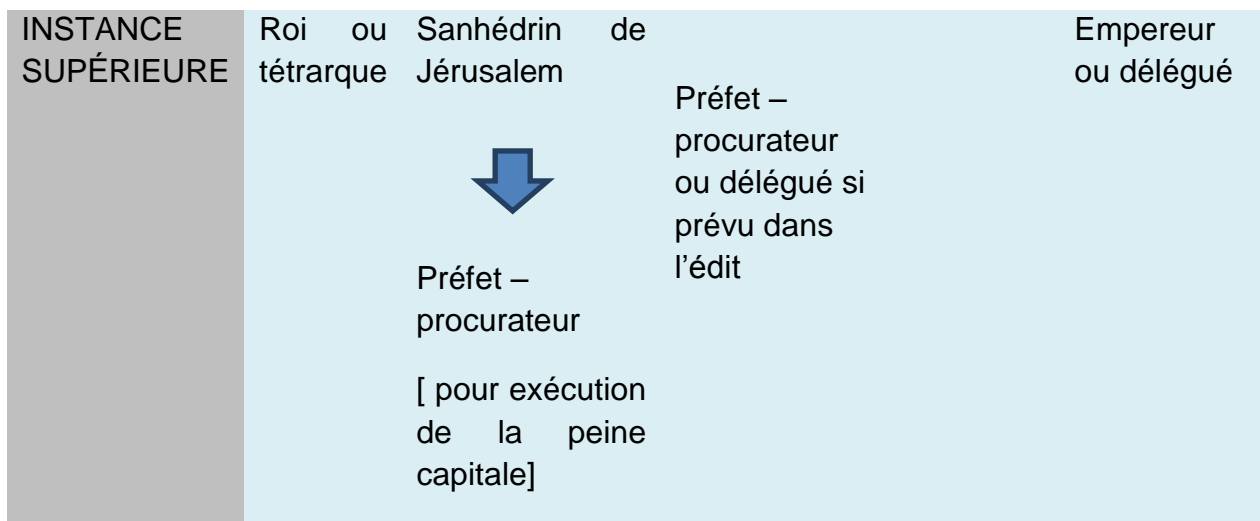 INSTANCE
SUPÉRIEURE
Roi ou
tétrarque
Sanhédrin de
Jérusalem
Préfet –
procurateur
[ pour exécution
de la peine
capitale]
Préfet –
procurateur
ou délégué si
prévu dans
l’édit
Empereur
ou délégué